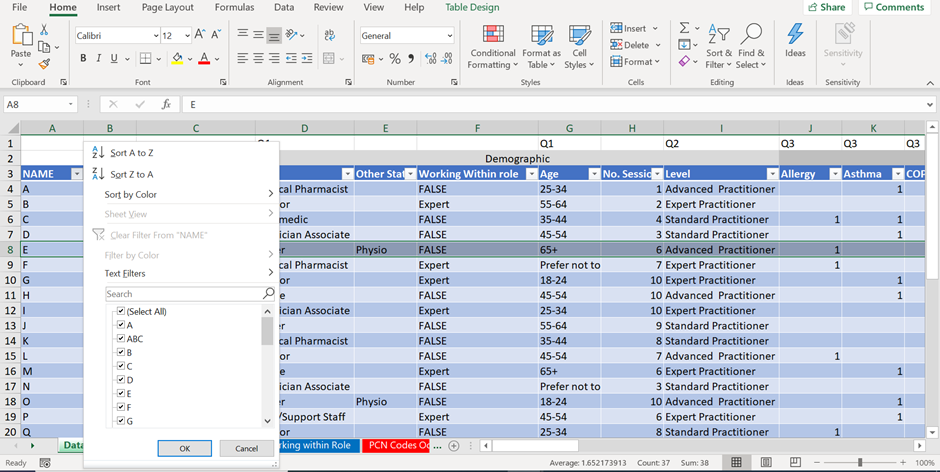 File Home Insert Page Layout Formulas Data Review View Help Table Design Share Comments
Calibri 12 A A ab General Insert Σ A Z
Paste B I U A % 9 Conditional Format as Cell Delete Sort & Find & Ideas Sensitivity
Formatting Table Styles Format Filter Select
Clipboard Font Alignment Number Styles Cells Editing Ideas Sensitivity
A8 fx E
A B C D E F G H I J K
1 Q1 Q2 Q3 Q3 Q3
2 Demographic
3 NAME Other Stat Working Within role Age No. Sessic Level Allergy Asthma COP
4 A cal Pharmacist FALSE 25-34 1 Advanced Practitioner 1
5 B or Expert 55-64 2 Expert Practitioner
6 C medic FALSE 35-44 4 Standard Practitioner 1 1
7 D ician Associate Expert 45-54 3 Standard Practitioner 1
8 E er Physio FALSE 65+ 6 Advanced Practitioner 1
9 F cal Pharmacist Expert Prefer not to 7 Expert Practitioner 1
10 G or Expert 18-24 10 Expert Practitioner 1
11 H e Expert 45-54 10 Advanced Practitioner 1
12 I ician Associate Expert 25-34 10 Expert Practitioner
13 J er FALSE 55-64 9 Standard Practitioner
14 K cal Pharmacist FALSE 35-44 8 Standard Practitioner
15 L or FALSE 45-54 7 Advanced Practitioner 1
16 M e Expert 65+ 6 Expert Practitioner 1
17 N ician Associate FALSE Prefer not to 3 Standard Practitioner
18 O er Physio FALSE 18-24 10 Advanced Practitioner 1
19 P /Support Staff Expert 45-54 6 Expert Practitioner 1
20 Q or FALSE 25-34 8 Standard Practitioner 1
Sort A to Z
Sort Z to A
Sort by Color
Sheet View
Clear Filter From "NAME"
Filter by Color
Text Filters
Search
(Select All)
A
ABC
B
C
D
E
F
G
OK Cancel
Data rking within Role PCN Codes Oc ...
Ready Average: 1.652173913 Count: 37 Sum: 38 100%